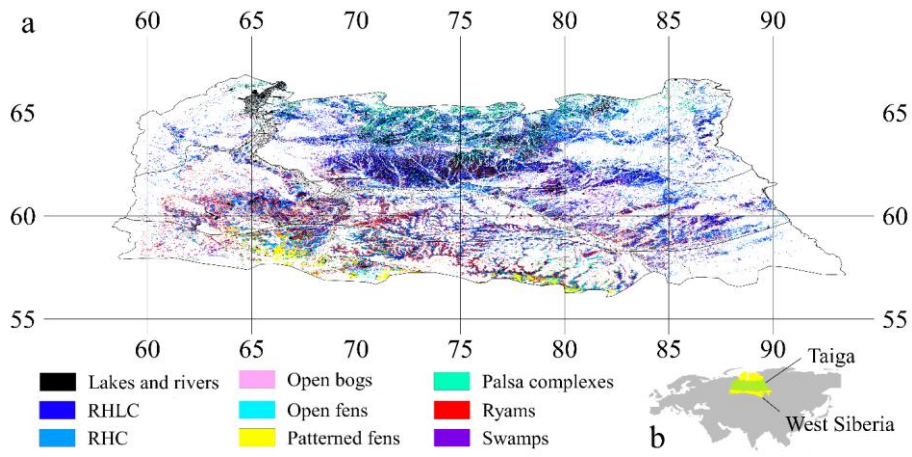 a
60 65 70 75 80 85 90
65 65
60 60
55 55
60 65 70 75 80 85 90
Lakes and rivers Open bogs Palsa complexes
RHLC Open fens Ryams
RHC Patterned fens Swamps
Taiga
West Siberia
b